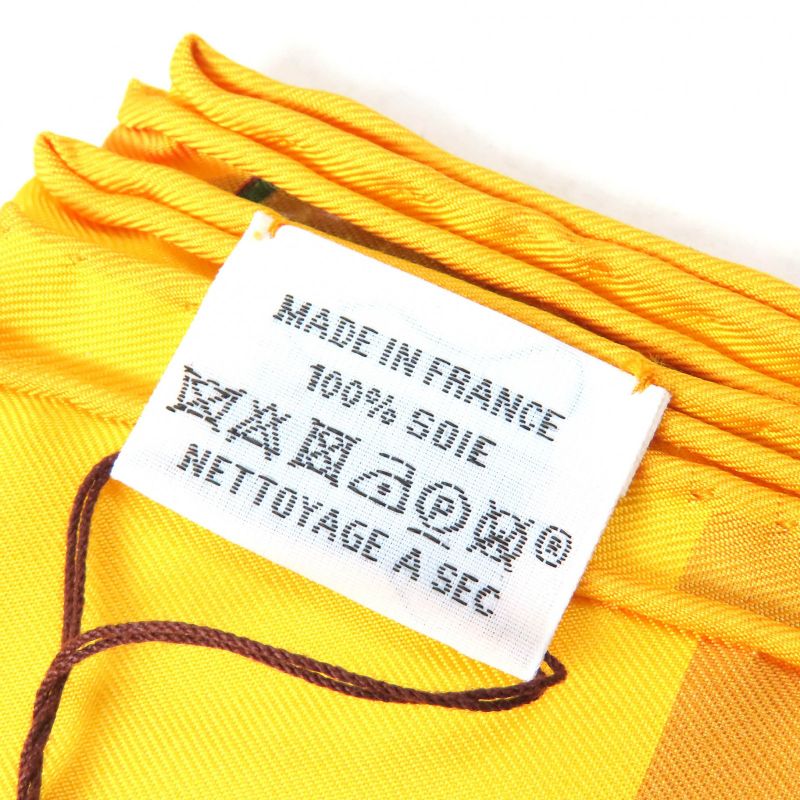 MADE IN FRANCE
100% SOIE
P ®
NETTOYAGE A SEC